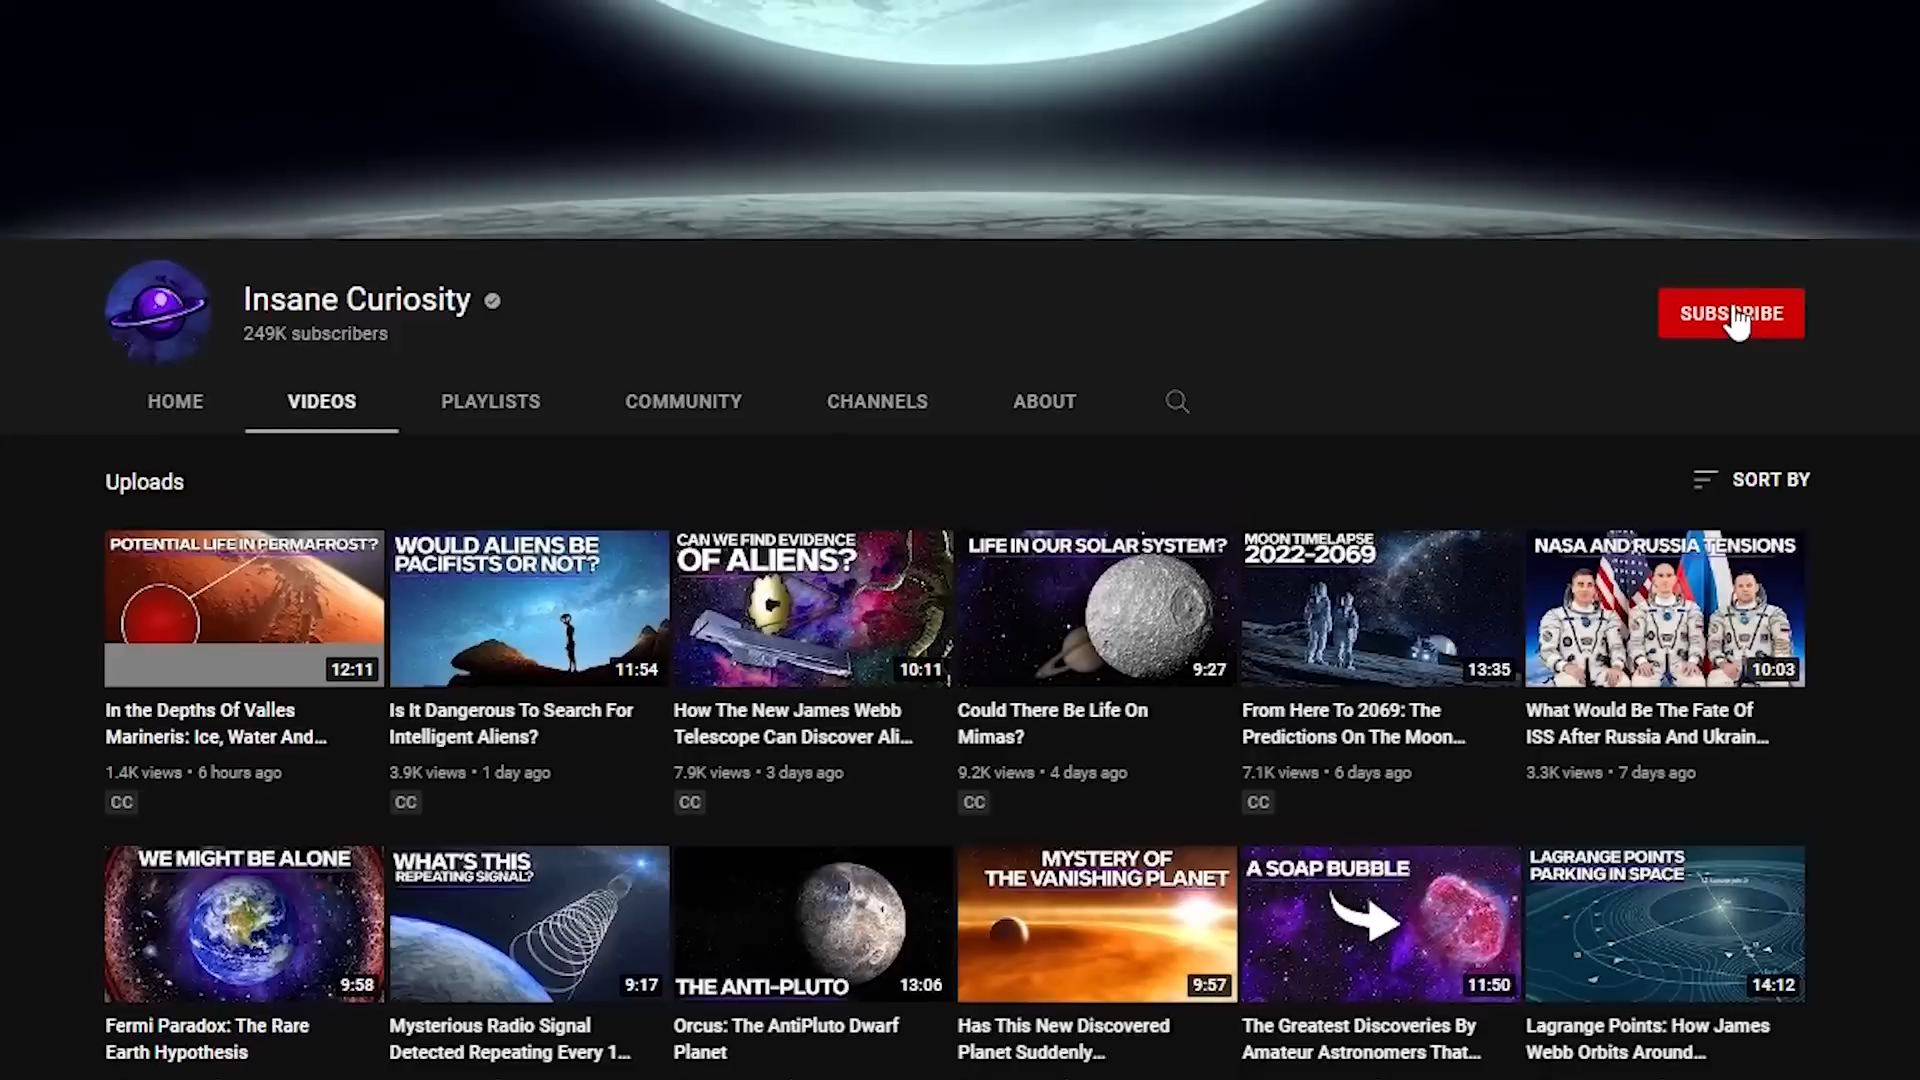 Insane Curiosity
249K subscribers
SUBSCRIBE
HOME
VIDEOS
PLAYLISTS
COMMUNITY
CHANNELS
ABOUT
Uploads
SORT BY
POTENTIAL LIFE IN PERMAFROST?
12:11
In the Depths Of Valles
Marineris: Ice, Water And...
1.4K views • 6 hours ago
CC
WOULD ALIENS BE
PACIFISTS OR NOT?
11:54
Is It Dangerous To Search For
Intelligent Aliens?
3.9K views • 1 day ago
CC
CAN WE FIND EVIDENCE
OF ALIENS?
10:11
How The New James Webb
Telescope Can Discover Ali...
7.9K views • 3 days ago
CC
LIFE IN OUR SOLAR SYSTEM?
9:27
Could There Be Life On
Mimas?
9.2K views • 4 days ago
CC
MOON TIMELAPSE
2022-2069
13:35
From Here To 2069: The
Predictions On The Moon...
7.1K views • 6 days ago
CC
NASA AND RUSSIA TENSIONS
10:03
What Would Be The Fate Of
ISS After Russia And Ukrain...
3.3K views • 7 days ago
WE MIGHT BE ALONE
9:58
Fermi Paradox: The Rare
Earth Hypothesis
WHAT'S THIS
REPEATING SIGNAL?
9:17
Mysterious Radio Signal
Detected Repeating Every 1...
THE ANTI-PLUTO
13:06
Orcus: The AntiPluto Dwarf
Planet
MYSTERY OF
THE VANISHING PLANET
9:57
Has This New Discovered
Planet Suddenly...
A SOAP BUBBLE
11:50
The Greatest Discoveries By
Amateur Astronomers That...
LAGRANGE POINTS
PARKING IN SPACE
14:12
Lagrange Points: How James
Webb Orbits Around...